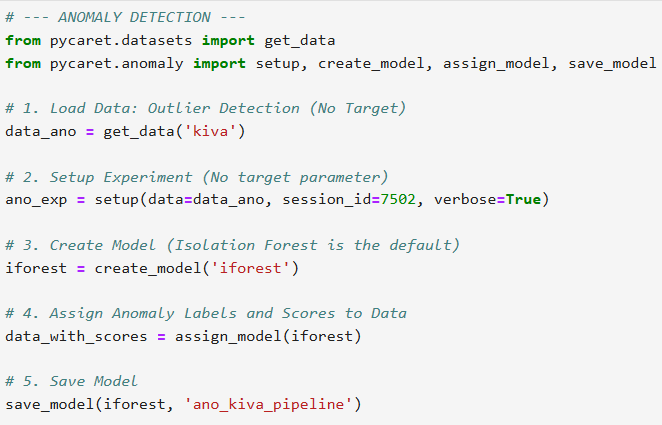 # --- ANOMALY DETECTION ---
from pycaret.datasets import get_data
from pycaret.anomaly import setup, create_model, assign_model, save_model
# 1. Load Data: Outlier Detection (No Target)
data_ano = get_data('kiva')
# 2. Setup Experiment (No target parameter)
ano_exp = setup(data=data_ano, session_id=7502, verbose=True)
# 3. Create Model (Isolation Forest is the default)
iforest = create_model('iforest')
# 4. Assign Anomaly Labels and Scores to Data
data_with_scores = assign_model(iforest)
# 5. Save Model
save_model(iforest, 'ano_kiva_pipeline')